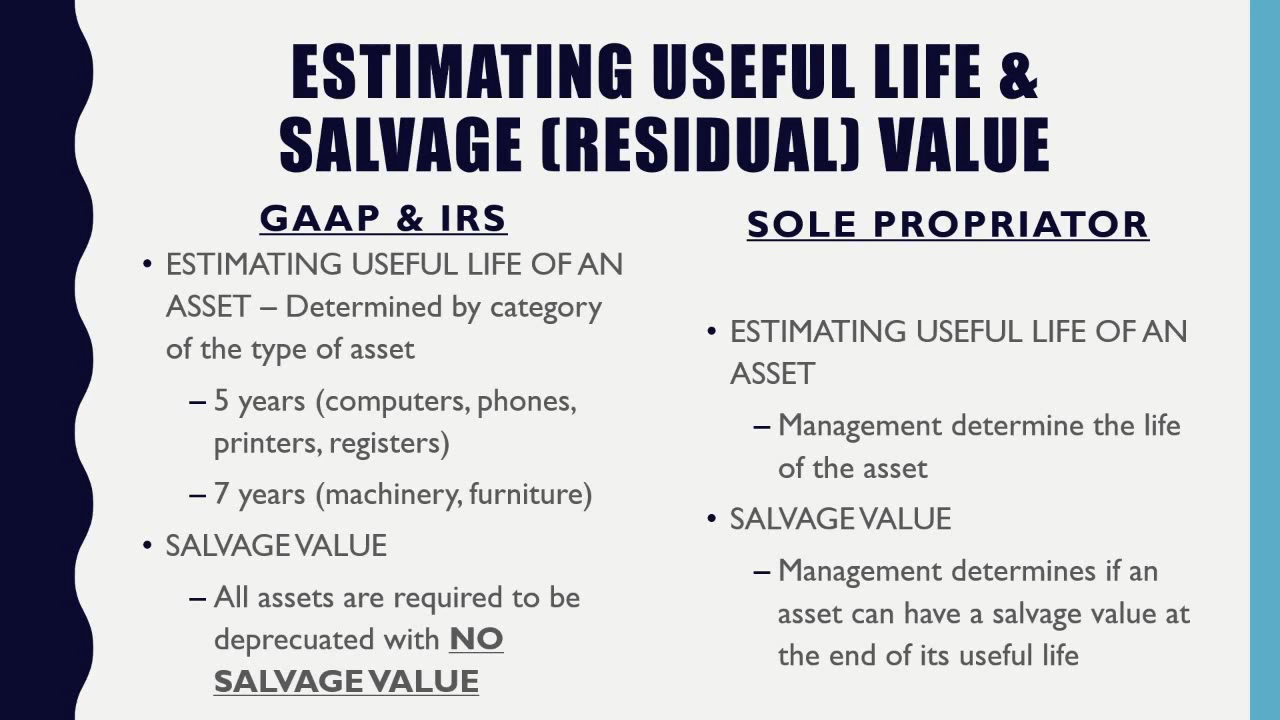 ESTIMATING USEFUL LIFE &
SALVAGE (RESIDUAL) VALUE
GAAP & IRS
• ESTIMATING USEFUL LIFE OF AN
ASSET – Determined by category
of the type of asset
– 5 years (computers, phones,
printers, registers)
– 7 years (machinery, furniture)
• SALVAGE VALUE
– All assets are required to be
deprecuated with NO
SALVAGE VALUE
SOLE PROPRIATOR
• ESTIMATING USEFUL LIFE OF AN
ASSET
– Management determine the life
of the asset
• SALVAGE VALUE
– Management determines if an
asset can have a salvage value at
the end of its useful life